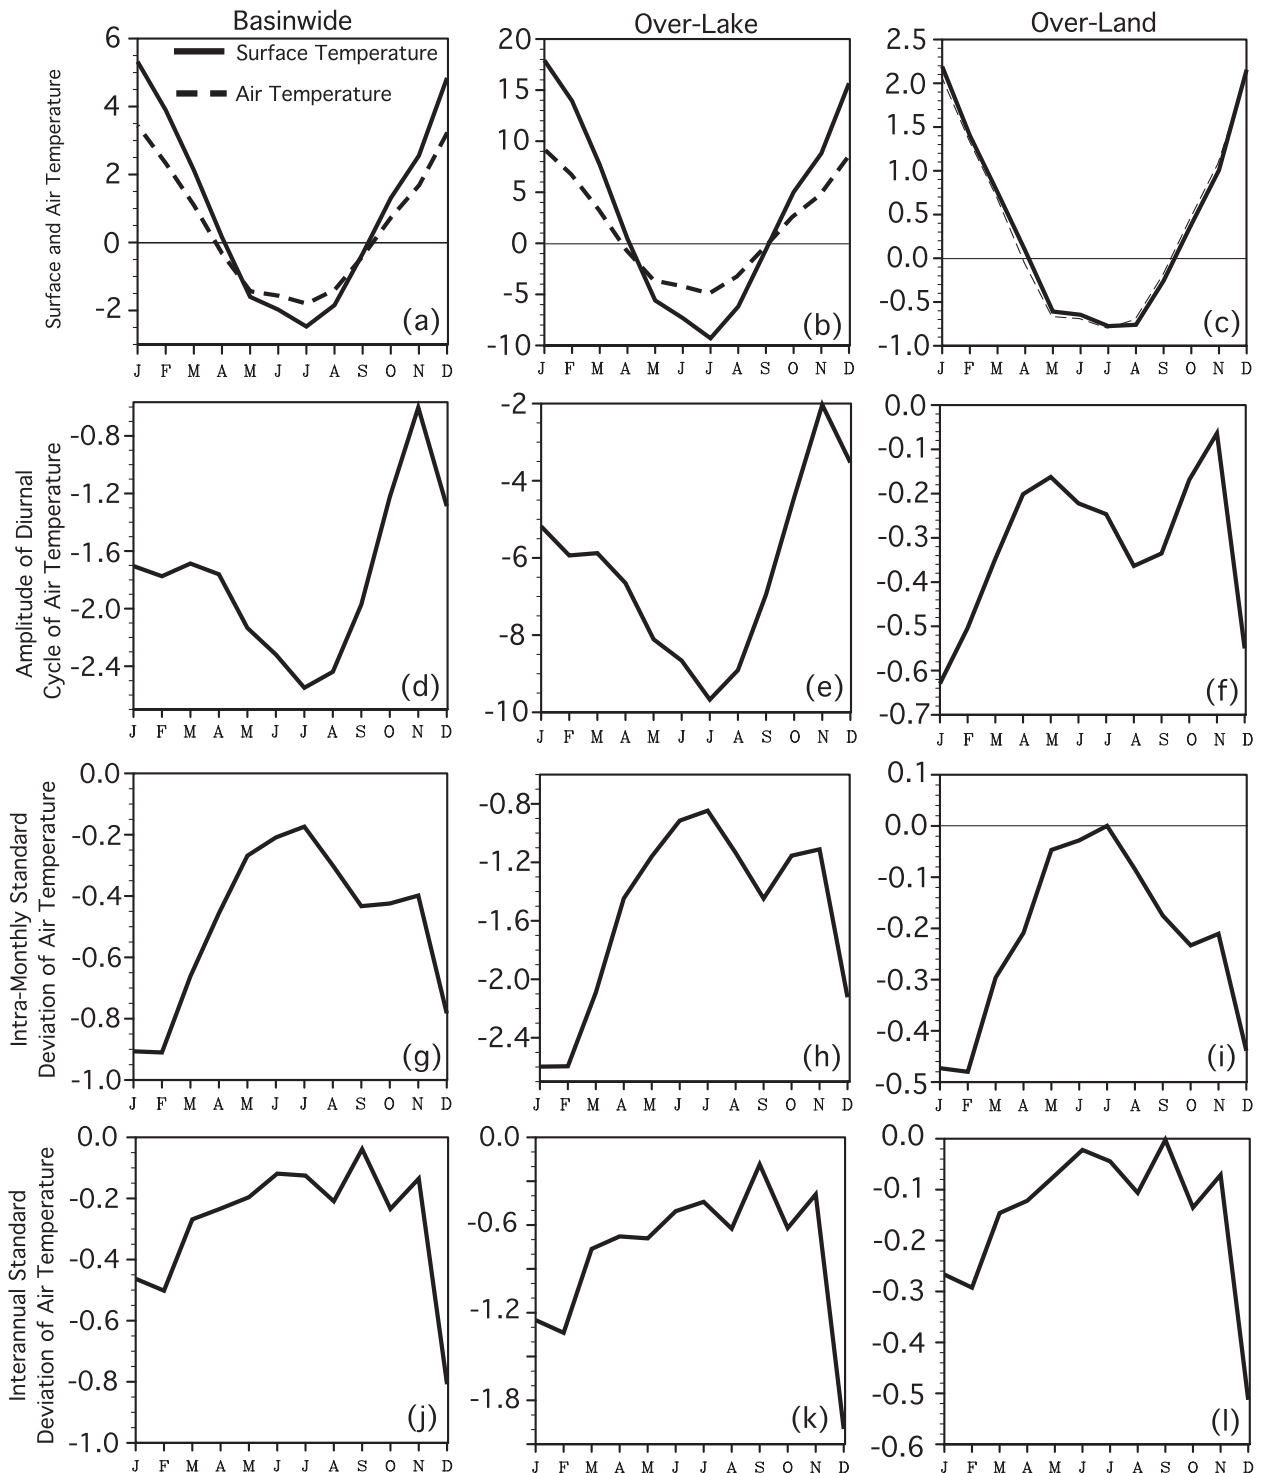 Basinwide Over-Lake Over-Land
Surface and Air Temperature
6
4
2
0
-2
Surface Temperature
Air Temperature
(a)
J F M A M J J A S O N D
20
15
10
5
0
-5
-10
(b)
J F M A M J J A S O N D
2.5
2.0
1.5
1.0
0.5
0.0
-0.5
-1.0
(c)
J F M A M J J A S O N D
Amplitude of Diurnal
Cycle of Air Temperature
-0.8
-1.2
-1.6
-2.0
-2.4
(d)
J F M A M J J A S O N D
-2
-4
-6
-8
-10
(e)
J F M A M J J A S O N D
0.0
-0.1
-0.2
-0.3
-0.4
-0.5
-0.6
-0.7
(f)
J F M A M J J A S O N D
Intra-Monthly Standard
Deviation of Air Temperature
0.0
-0.2
-0.4
-0.6
-0.8
-1.0
(g)
J F M A M J J A S O N D
-0.8
-1.2
-1.6
-2.0
-2.4
(h)
J F M A M J J A S O N D
0.1
0.0
-0.1
-0.2
-0.3
-0.4
-0.5
(i)
J F M A M J J A S O N D
Interannual Standard
Deviation of Air Temperature
0.0
-0.2
-0.4
-0.6
-0.8
-1.0
(j)
J F M A M J J A S O N D
0.0
-0.6
-1.2
-1.8
(k)
J F M A M J J A S O N D
0.0
-0.1
-0.2
-0.3
-0.4
-0.5
-0.6
(l)
J F M A M J J A S O N D